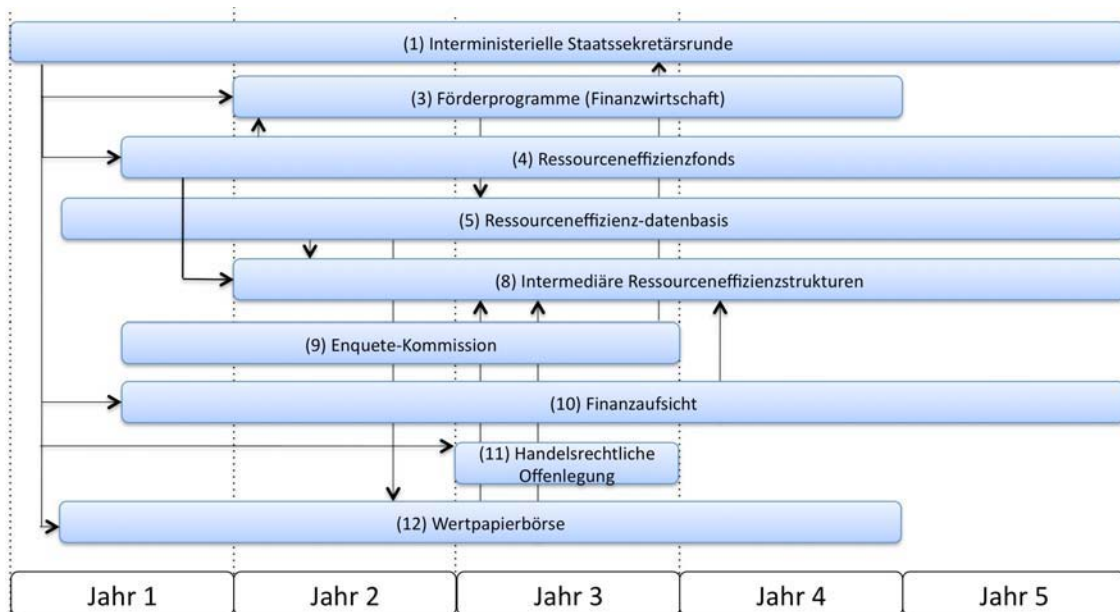 (1) Interministerielle Staatssekretärsrunde
(3) Förderprogramme (Finanzwirtschaft)
(4) Ressourceneffizienzfonds
(5) Ressourceneffizienz-datenbasis
(8) Intermediäre Ressourceneffizienzstrukturen
(9) Enquete-Kommission
(10) Finanzaufsicht
(11) Handelsrechtliche
Offenlegung
(12) Wertpapierbörse
Jahr 1 Jahr 2 Jahr 3 Jahr 4 Jahr 5